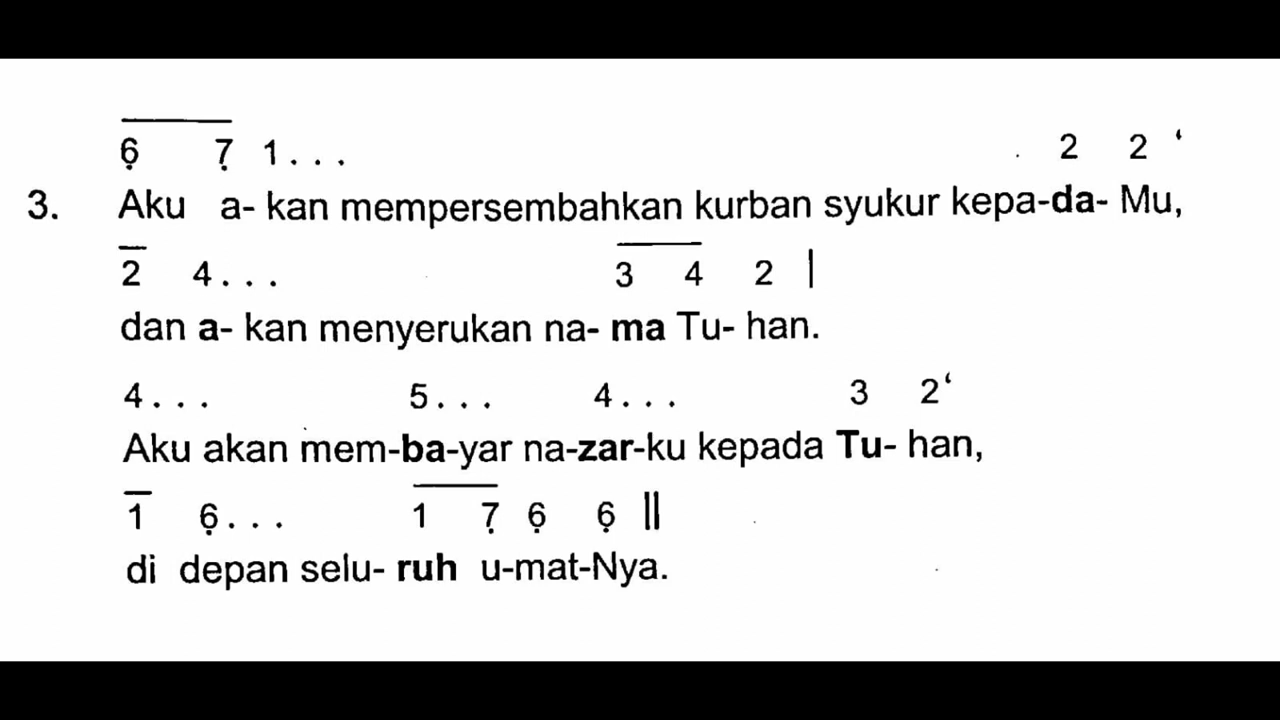 6̣ 7̣ 1 . . . 2 2 ‘
3. Aku a- kan mempersembahkan kurban syukur kepa-da- Mu,
2 4 . . . 3 4 2 |
dan a- kan menyerukan na- ma Tu- han.
4 . . . 5 . . . 4 . . . 3 2 ‘
Aku akan mem-ba-yar na-zar-ku kepada Tu- han,
1 6̣ . . . 1 7̣ 6̣ 6̣ ||
di depan selu- ruh u-mat-Nya.